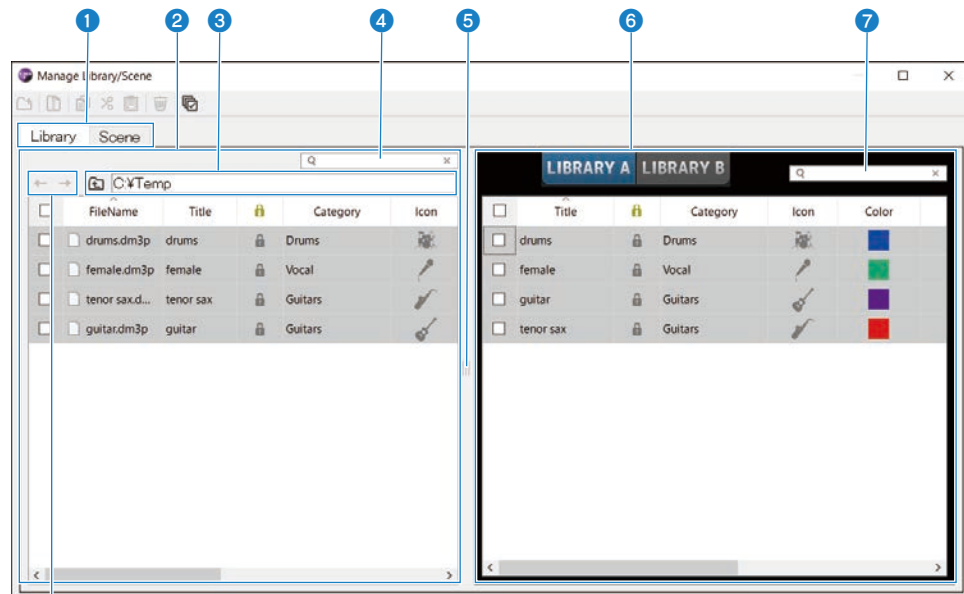 1 2 3 4 5 6 7
Manage Library/Scene
Library Scene
LIBRARY A LIBRARY B
C:¥Temp
FileName Title Category Icon
drums.dm3p drums Drums
female.dm3p female Vocal
tenor sax.d... tenor sax Guitars
guitar.dm3p guitar Guitars
Title Category Icon Color
drums Drums
female Vocal
guitar Guitars
tenor sax Guitars